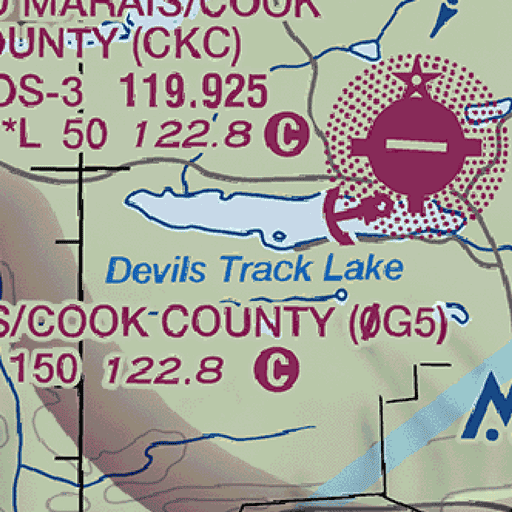 MARAIS/COOK
OUNTY (CKC)
OS-3 119.925
*L 50 122.8 C
Devils Track Lake
S/COOK COUNTY (ØG5)
150 122.8 C